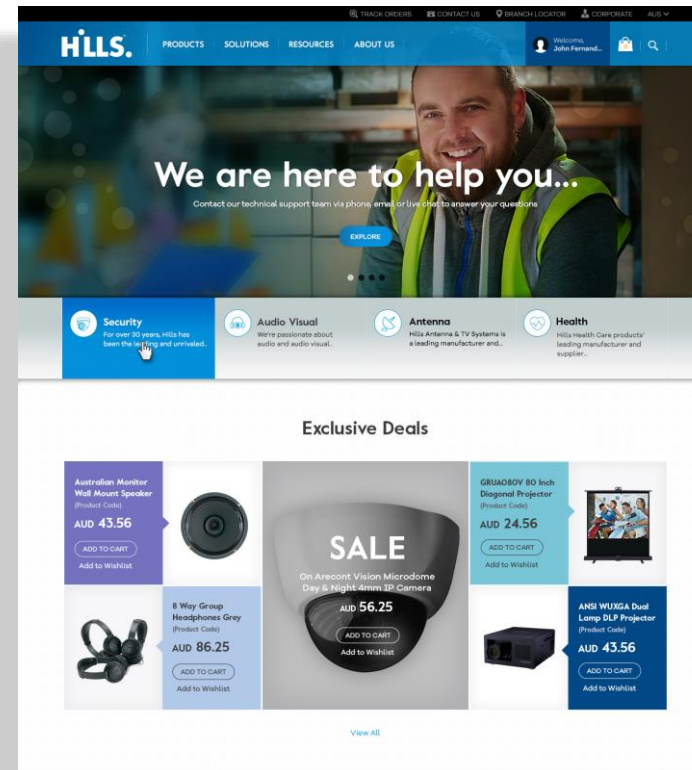 TRACK ORDERS CONTACT US BRANCH LOCATOR CORPORATE AUS
HiLLS.
PRODUCTS SOLUTIONS RESOURCES ABOUT US
Welcome,
John Fernand...
We are here to help you...
Contact our technical support team via phone, email, or live chat to answer your questions
EXPLORE
Security
For over 30 years, Hills has
been the leading and unrivaled..
Audio Visual
We're passionate about
audio and audio visual..
Antenna
Hills Antenna & TV Systems is
a leading manufacturer and...
Health
Hills Health Care products'
leading manufacturer and
supplier...
Exclusive Deals
Australian Monitor
Wall Mount Speaker
(Product Code)
AUD 43.56
ADD TO CART
Add to Wishlist
8 Way Group
Headphones Grey
(Product Code)
AUD 86.25
ADD TO CART
Add to Wishlist
SALE
On Arecont Vision Microdome
Day & Night 4mm IP Camera
AUD 56.25
ADD TO CART
Add to Wishlist
GRUAO80V 80 Inch
Diagonal Projector
(Product Code)
AUD 24.56
ADD TO CART
Add to Wishlist
ANSI WUXGA Dual
Lamp DLP Projector
(Product Code)
AUD 43.56
ADD TO CART
Add to Wishlist
View All